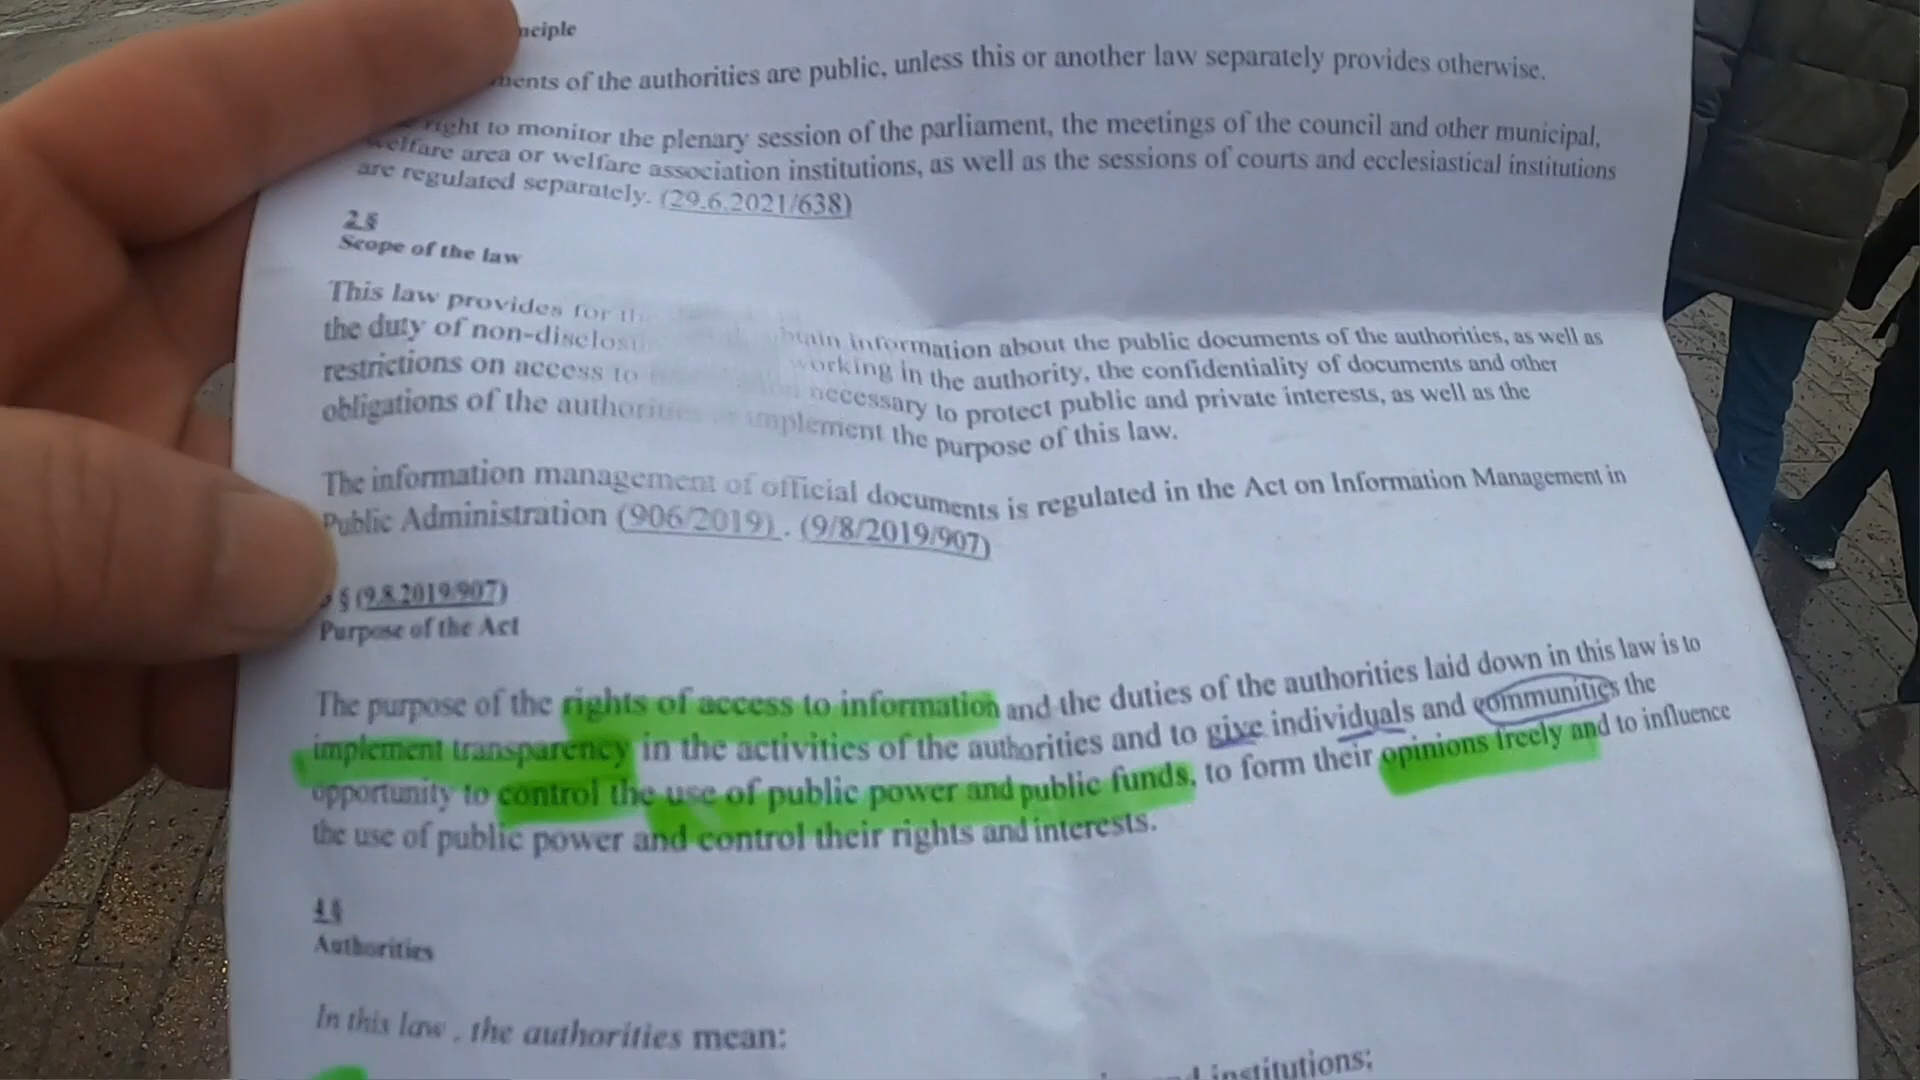 nciple
ments of the authorities are public, unless this or another law separately provides otherwise.
right to monitor the plenary session of the parliament, the meetings of the council and other municipal,
welfare area or welfare association institutions, as well as the sessions of courts and ecclesiastical institutions
are regulated separately. (29.6.2021/638)
2 §
Scope of the law
This law provides for th btain information about the public documents of the authorities, as well as
the duty of non-disclosu working in the authority, the confidentiality of documents and other
restrictions on access to necessary to protect public and private interests, as well as the
obligations of the authorities implement the purpose of this law.
The information management of official documents is regulated in the Act on Information Management in
Public Administration (906/2019) . (9/8/2019/907)
§ (9.8.2019/907)
Purpose of the Act
The purpose of the rights of access to information and the duties of the authorities laid down in this law is to
implement transparency in the activities of the authorities and to give individuals and communities the
opportunity to control the use of public power and public funds, to form their opinions freely and to influence
the use of public power and control their rights and interests.
4 §
Authorities
In this law , the authorities mean:
institutions;